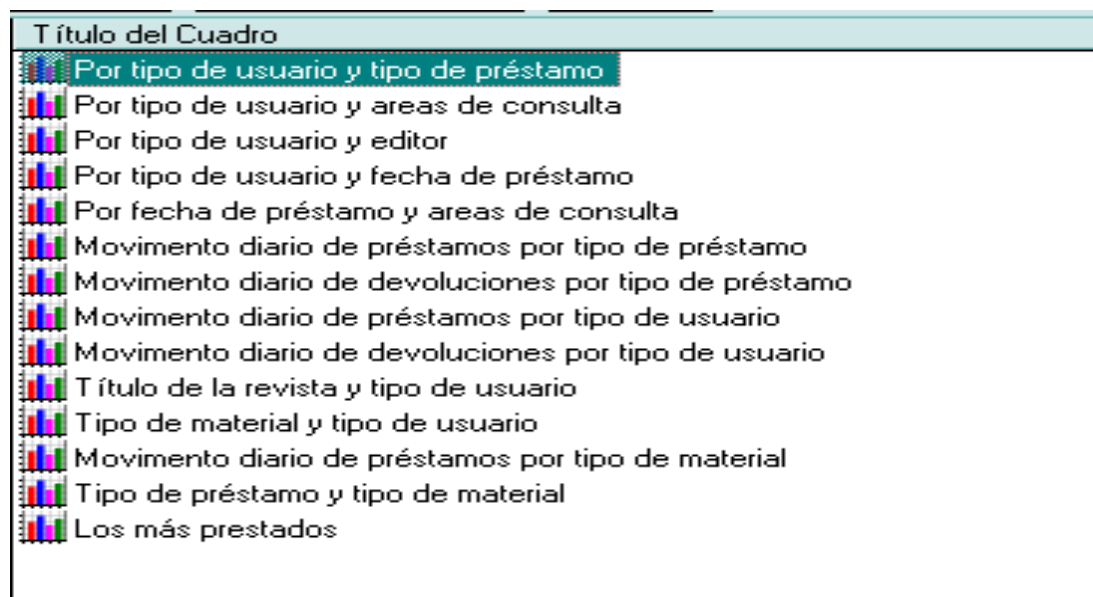 Título del Cuadro
Por tipo de usuario y tipo de préstamo
Por tipo de usuario y areas de consulta
Por tipo de usuario y editor
Por tipo de usuario y fecha de préstamo
Por fecha de préstamo y areas de consulta
Movimento diario de préstamos por tipo de préstamo
Movimento diario de devoluciones por tipo de préstamo
Movimento diario de préstamos por tipo de usuario
Movimento diario de devoluciones por tipo de usuario
Título de la revista y tipo de usuario
Tipo de material y tipo de usuario
Movimento diario de préstamos por tipo de material
Tipo de préstamo y tipo de material
Los más prestados